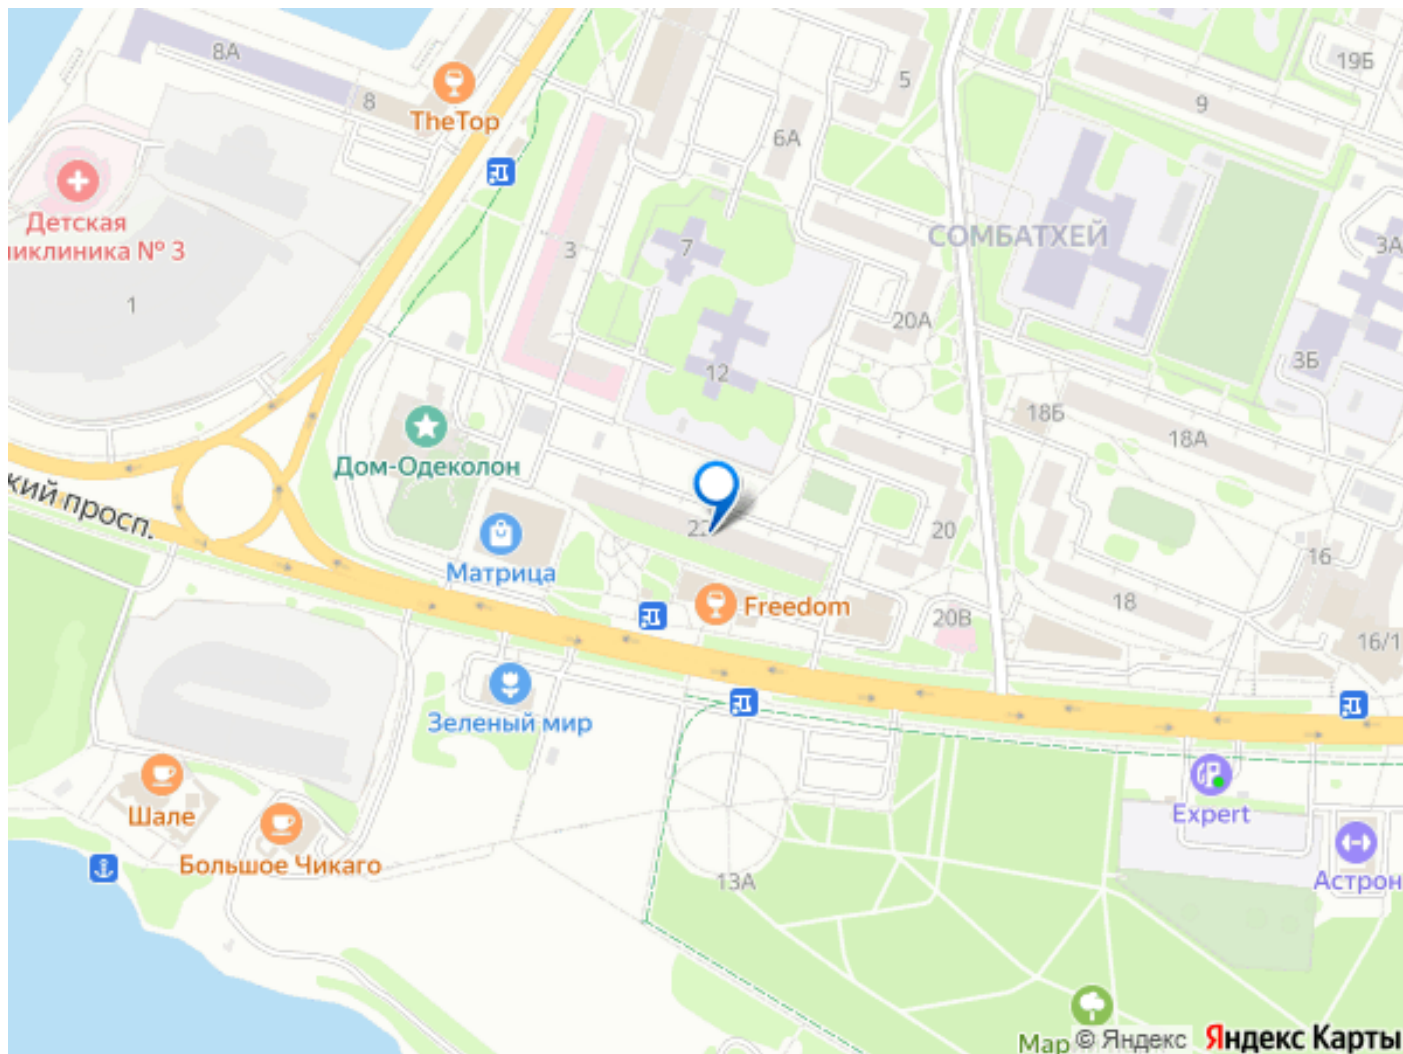 8А
8
TheTop
5
6А
9
19Б
Детская
иклиника № 3
1
3
7
СОМБАТХЕЙ
3А
20А
12
3Б
18Б
18А
Дом-Одеколон
кий просп.
22
20
16
Матрица
Freedom
18
20В
16/1
Зеленый мир
Шале
Большое Чикаго
Expert
13А
Астрон
Мар
© Яндекс Яндекс Карты